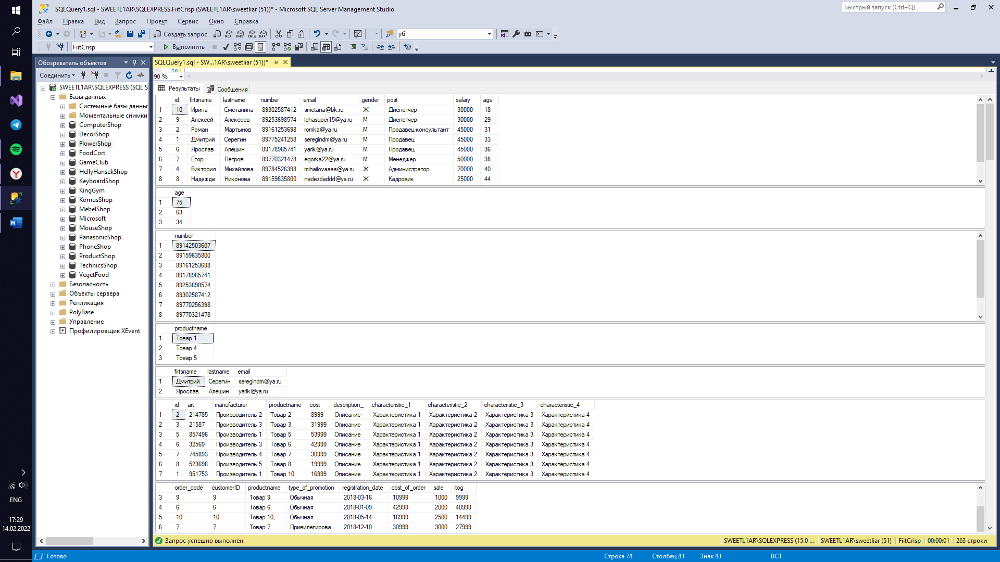 SQLQuery1.sql - SWEETL1AR\SQLEXPRESS.FiitCrisp (SWEETL1AR\sweetliar (51))* - Microsoft SQL Server Management Studio
Быстрый запуск (Ctrl+Q)
Файл Правка Вид Запрос Проект Сервис Окно Справка
Создать запрос MDX DMX XMLA DAX у6
FiitCrisp Выполнить
Обозреватель объектов
SQLQuery1.sql - SW...1AR\sweetliar (51))*
Соединить
58
90 %
Результаты Сообщения
SWEETL1AR\SQLEXPRESS (SQL S
Базы данных
Системные базы данны
Моментальные снимки
ComputerShop
DecorShop
FlowerShop
FoodCort
GameClub
HellyHansekShop
KeyboardShop
KingGym
KomusShop
MebelShop
Microsoft
MouseShop
PanasonicShop
PhoneShop
ProductShop
TechnicsShop
VegetFood
Безопасность
Объекты сервера
Репликация
PolyBase
Управление
Профилировщик XEvent
id firtsname lastname number email gender post salary age
1 10 Ирина Сметанина 89302587412 smetana@bk.ru Ж Диспетчер 30000 18
2 9 Алексей Алексеев 89253698574 lehasuper15@ya.ru М Диспетчер 30000 29
3 2 Роман Мартынов 89161253698 romka@ya.ru М Продавец-консультант 45000 31
4 1 Дмитрий Серегин 89775241258 seregindm@ya.ru М Продавец 45000 33
5 6 Ярослав Алешин 89178965741 yarik@ya.ru М Продавец 45000 36
6 7 Егор Петров 89770321478 egorka22@ya.ru М Менеджер 50000 38
7 4 Виктория Михайлова 89784526398 mihailovaaaa@ya.ru Ж Администратор 70000 40
8 8 Надежда Никонова 89159635800 nadezdaddd@ya.ru Ж Кадровик 25000 44
age
1 75
2 63
3 34
number
1 89142503607
2 89159635800
3 89161253698
4 89178965741
5 89253698574
6 89302587412
7 89770256398
8 89770321478
productname
1 Товар 1
2 Товар 4
3 Товар 5
firtsname lastname email
1 Дмитрий Серегин seregindm@ya.ru
2 Ярослав Алешин yarik@ya.ru
id art manufacturer productname cost description_ characteristic_1 characteristic_2 characteristic_3 characteristic_4
1 2 214785 Производитель 2 Товар 2 8999 Описание Характеристика 1 Характеристика 2 Характеристика 3 Характеристика 4
2 3 21587 Производитель 3 Товар 3 31999 Описание Характеристика 1 Характеристика 2 Характеристика 3 Характеристика 4
3 5 857496 Производитель 1 Товар 5 53999 Описание Характеристика 1 Характеристика 2 Характеристика 3 Характеристика 4
4 6 32569 Производитель 3 Товар 6 42999 Описание Характеристика 1 Характеристика 2 Характеристика 3 Характеристика 4
5 7 745893 Производитель 4 Товар 7 30999 Описание Характеристика 1 Характеристика 2 Характеристика 3 Характеристика 4
6 8 523698 Производитель 5 Товар 8 19999 Описание Характеристика 1 Характеристика 2 Характеристика 3 Характеристика 4
7 1... 951753 Производитель 1 Товар 10 16999 Описание Характеристика 1 Характеристика 2 Характеристика 3 Характеристика 4
order_code customerID productname type_of_promotion registration_date cost_of_order sale itog
3 9 9 Товар 9 Обычная 2018-03-16 10999 1000 9999
4 6 6 Товар 6 Обычная 2018-01-09 42999 2000 40999
5 10 10 Товар 10, Обычная 2018-05-14 16999 2500 14499
6 7 7 Товар 7 Привилегирова... 2018-12-10 30999 3000 27999
Запрос успешно выполнен. SWEETL1AR\SQLEXPRESS (15.0 ... SWEETL1AR\sweetliar (51) FiitCrisp 00:00:01 263 строки
Готово Строка 78 Столбец 83 Знак 83 ВСТ
ENG
17:29
14.02.2022